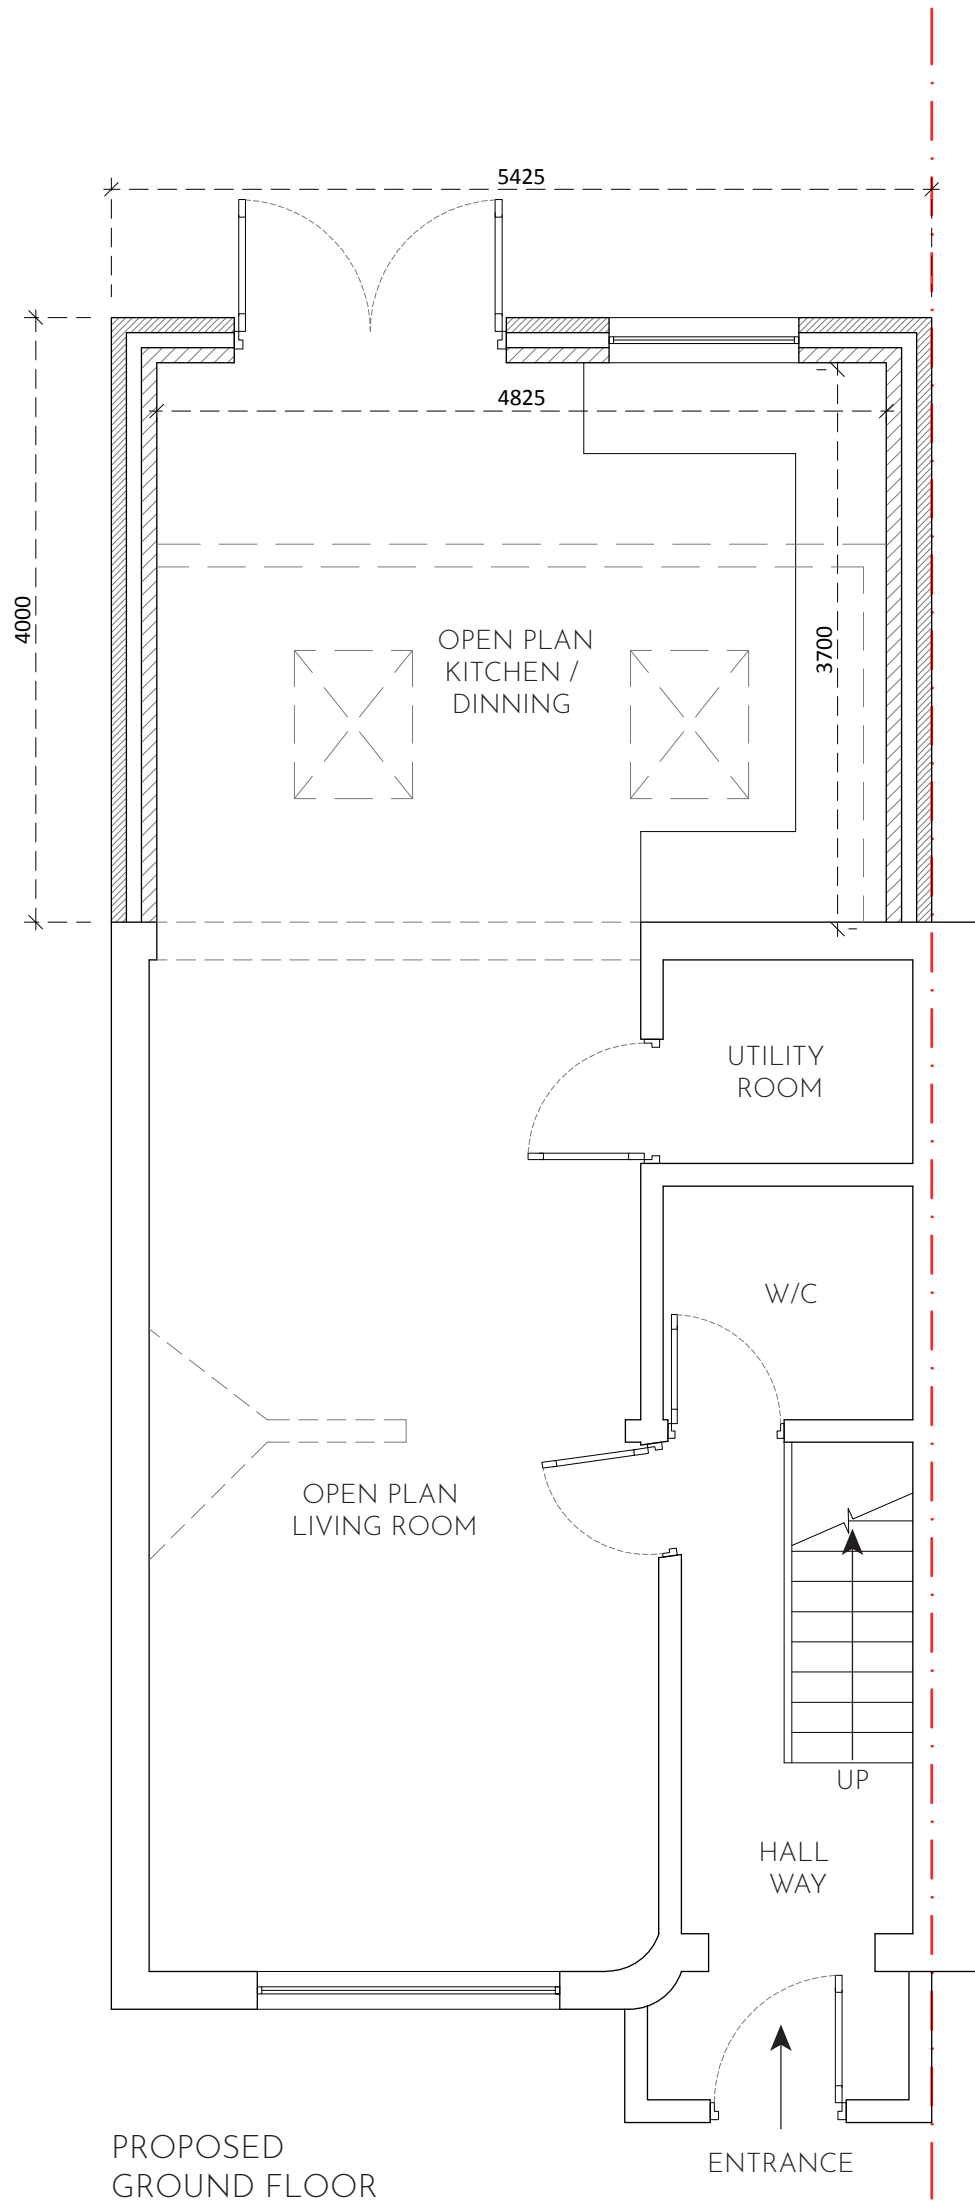 5425
4825
4000
3700
OPEN PLAN
KITCHEN /
DINNING
UTILITY
ROOM
W/C
OPEN PLAN
LIVING ROOM
UP
HALL
WAY
ENTRANCE
PROPOSED
GROUND FLOOR